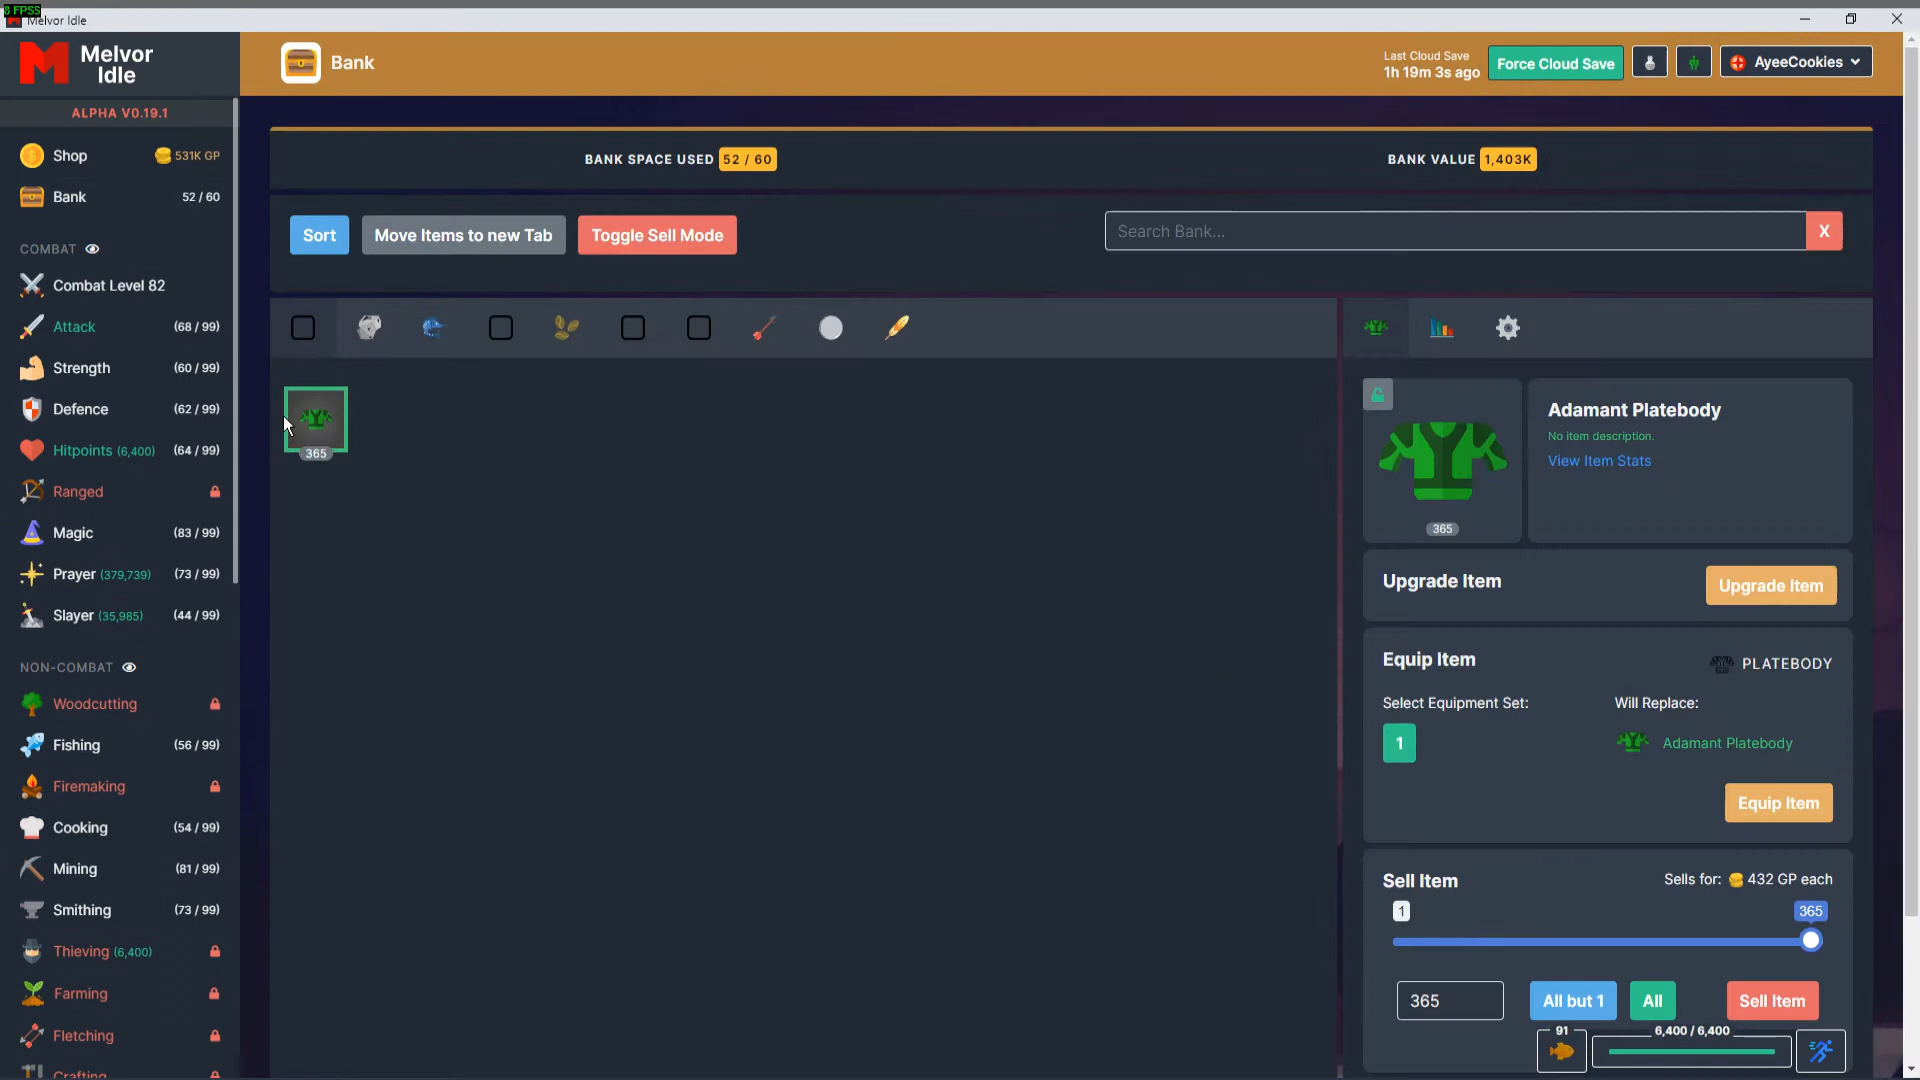 8 FPSS
Melvor Idle
Melvor
Idle
Bank
Last Cloud Save
1h 19m 3s ago
Force Cloud Save
AyeeCookies
ALPHA V0.19.1
Shop
531K GP
Bank
52 / 60
COMBAT
Combat Level 82
Attack
(68 / 99)
Strength
(60 / 99)
Defence
(62 / 99)
Hitpoints (6,400)
(64 / 99)
Ranged
Magic
(83 / 99)
Prayer (379,739)
(73 / 99)
Slayer (35,985)
(44 / 99)
NON-COMBAT
Woodcutting
Fishing
(56 / 99)
Firemaking
Cooking
(54 / 99)
Mining
(81 / 99)
Smithing
(73 / 99)
Thieving (6,400)
Farming
Fletching
Crafting
BANK SPACE USED 52 / 60
BANK VALUE 1,403K
Sort
Move Items to new Tab
Toggle Sell Mode
Search Bank...
X
365
365
Adamant Platebody
No item description.
View Item Stats
Upgrade Item
Upgrade Item
Equip Item
PLATEBODY
Select Equipment Set:
Will Replace:
1
Adamant Platebody
Equip Item
Sell Item
Sells for: 432 GP each
1
365
365
All but 1
All
Sell Item
91
6,400 / 6,400